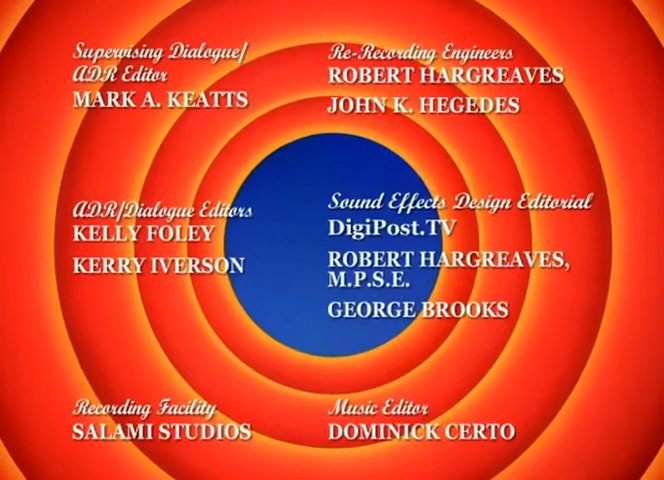 Supervising Dialogue/
ADR Editor
MARK A. KEATTS
Re-Recording Engineers
ROBERT HARGREAVES
JOHN K. HEGEDES
ADR/Dialogue Editors
KELLY FOLEY
KERRY IVERSON
Sound Effects Design Editorial
DigiPost.TV
ROBERT HARGREAVES,
M.P.S.E.
GEORGE BROOKS
Recording Facility
SALAMI STUDIOS
Music Editor
DOMINICK CERTO